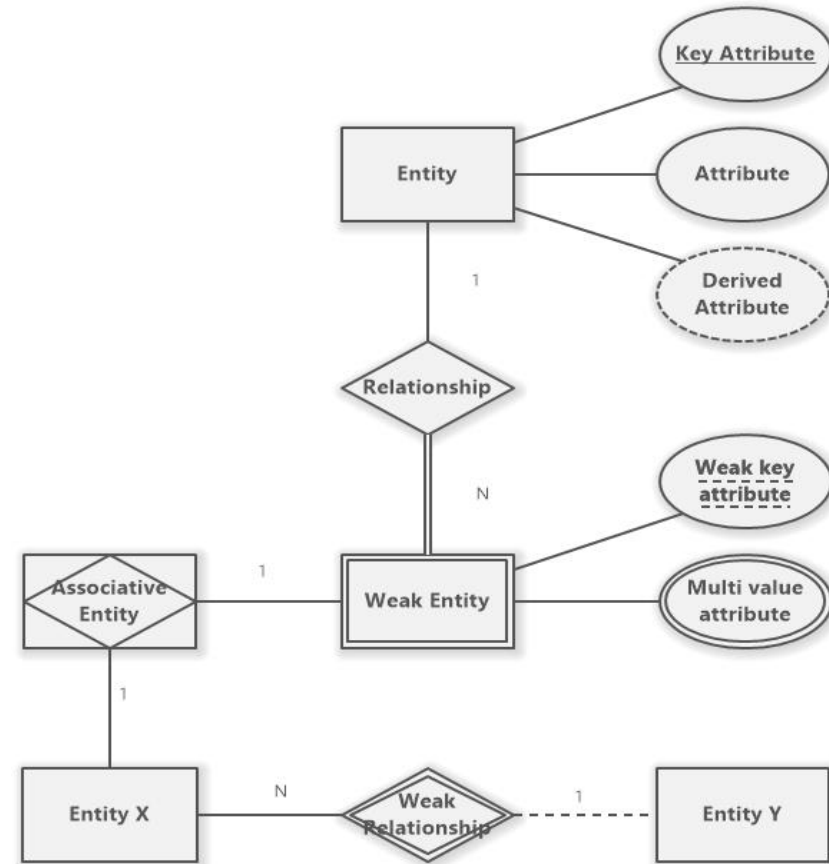 Key Attribute
Entity
Attribute
Derived
Attribute
1
Relationship
N
Weak key
attribute
Associative
Entity
1
Weak Entity
Multi value
attribute
1
Entity X
N
Weak
Relationship
1
Entity Y